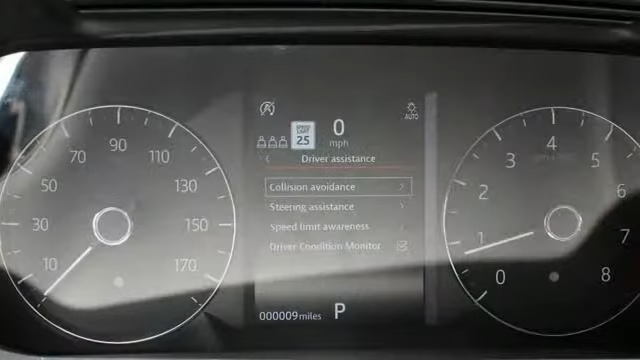 0
mph
AUTO
SPEED LIMIT
25
Driver assistance
Collision avoidance
Steering assistance
Speed limit awareness
Driver Condition Monitor
000009 miles P
10
30
50
70
90
110
130
150
170
0
1
2
3
4
5
6
7
8